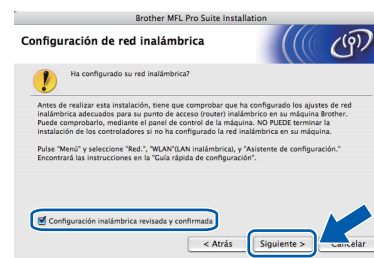 Brother MFL Pro Suite Installation
Configuración de red inalámbrica
Ha configurado su red inalámbrica?
Antes de realizar esta instalación, tiene que comprobar que ha configurado los ajustes de red
inalámbrica adecuados para su punto de acceso (router) inalámbrico en su máquina Brother.
Puede comprobarlo, mediante el panel de control de la máquina. NO PUEDE terminar la
instalación de los controladores si no ha configurado la red inalámbrica en su máquina.
Pulse "Menú" y seleccione "Red.", "WLAN"(LAN inalámbrica), y "Asistente de configuración."
Encontrará las instrucciones en la "Guía rápida de configuración".
Configuración inalámbrica revisada y confirmada
< Atrás Siguiente > Cancelar